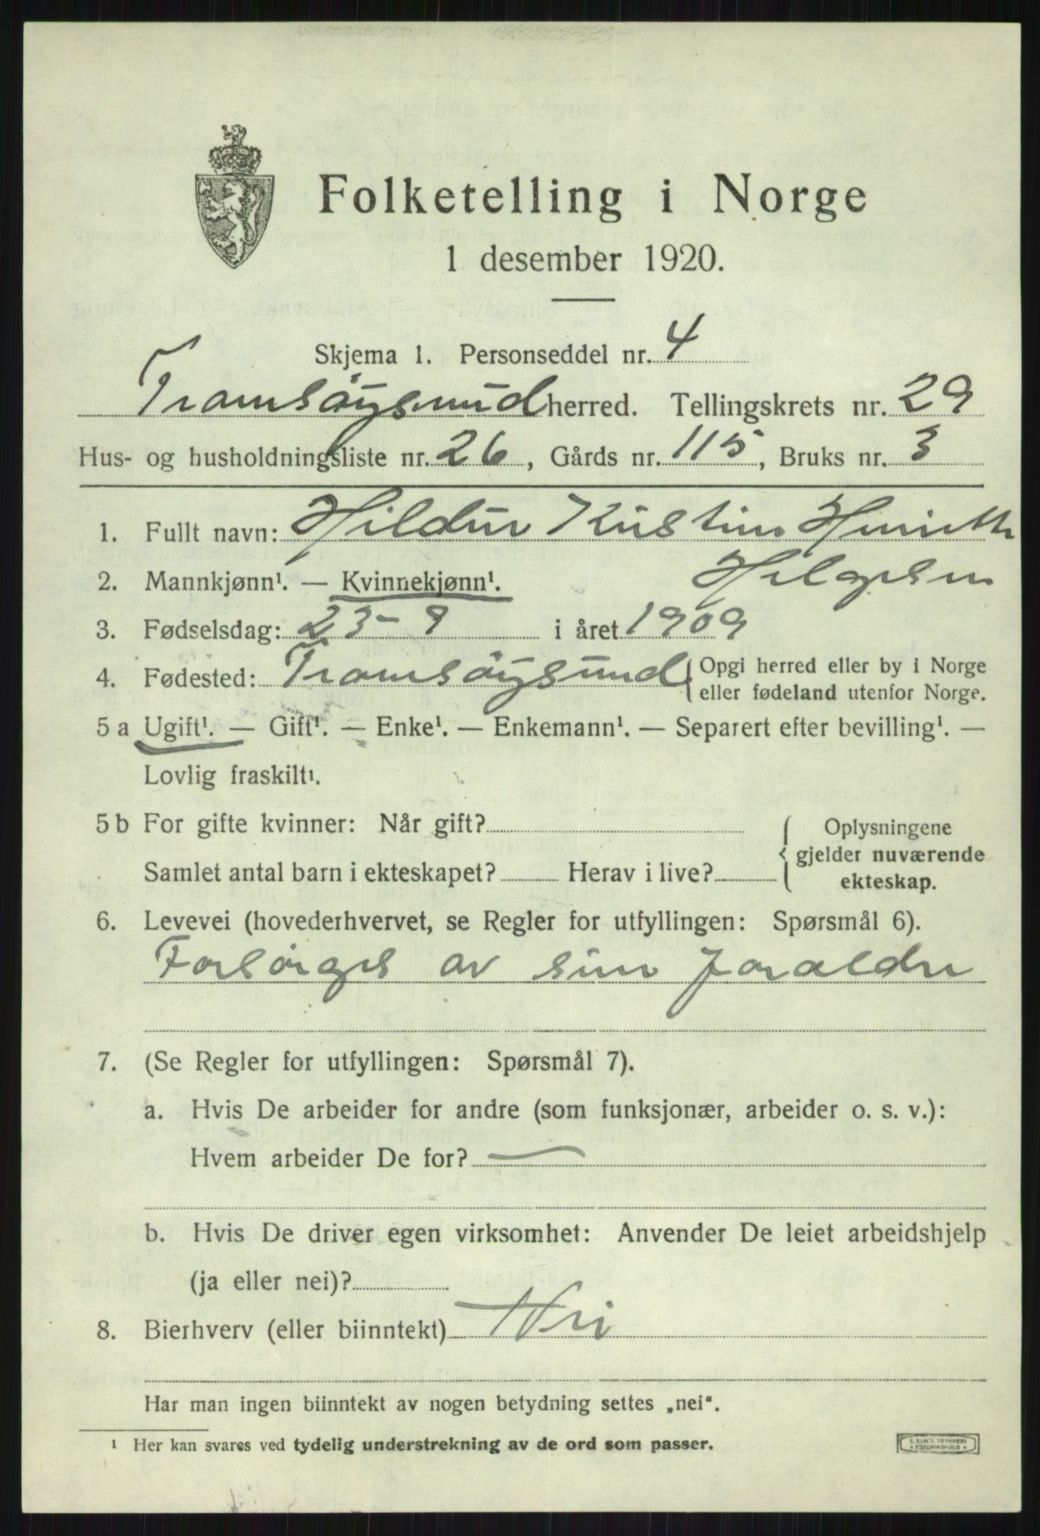 Folketelling i Norge
1 desember 1920.
Skjema 1. Personseddel nr. 4
Tromsöysund herred. Tellingskrets nr. 29
Hus- og husholdningsliste nr. 26, Gårds nr. 115, Bruks nr. 3
1. Fullt navn: Hildur Kristine
2. Mannkjønn¹. — Kvinnekjønn¹. Helgesen
3. Fødselsdag: 23-9 i året 1909
4. Fødested: Tromsöysund { Opgi herred eller by i Norge
eller fødeland utenfor Norge.
5 a Ugift¹. — Gift¹. — Enke¹. — Enkemann¹. — Separert efter bevilling¹. —
Lovlig fraskilt¹.
5 b For gifte kvinner: Når gift?
Samlet antal barn i ekteskapet? Herav i live?
{ Oplysningene
gjelder nuværende
ekteskap.
6. Levevei (hovederhvervet, se Regler for utfyllingen: Spørsmål 6).
Forsörges av sine foraldre
7. (Se Regler for utfyllingen: Spørsmål 7).
a. Hvis De arbeider for andre (som funksjonær, arbeider o. s. v.):
Hvem arbeider De for? —
b. Hvis De driver egen virksomhet: Anvender De leiet arbeidshjelp
(ja eller nei)?
8. Bierhverv (eller biinntekt) Nei
Har man ingen biinntekt av nogen betydning settes „nei“.
¹ Her kan svares ved tydelig understrekning av de ord som passer.